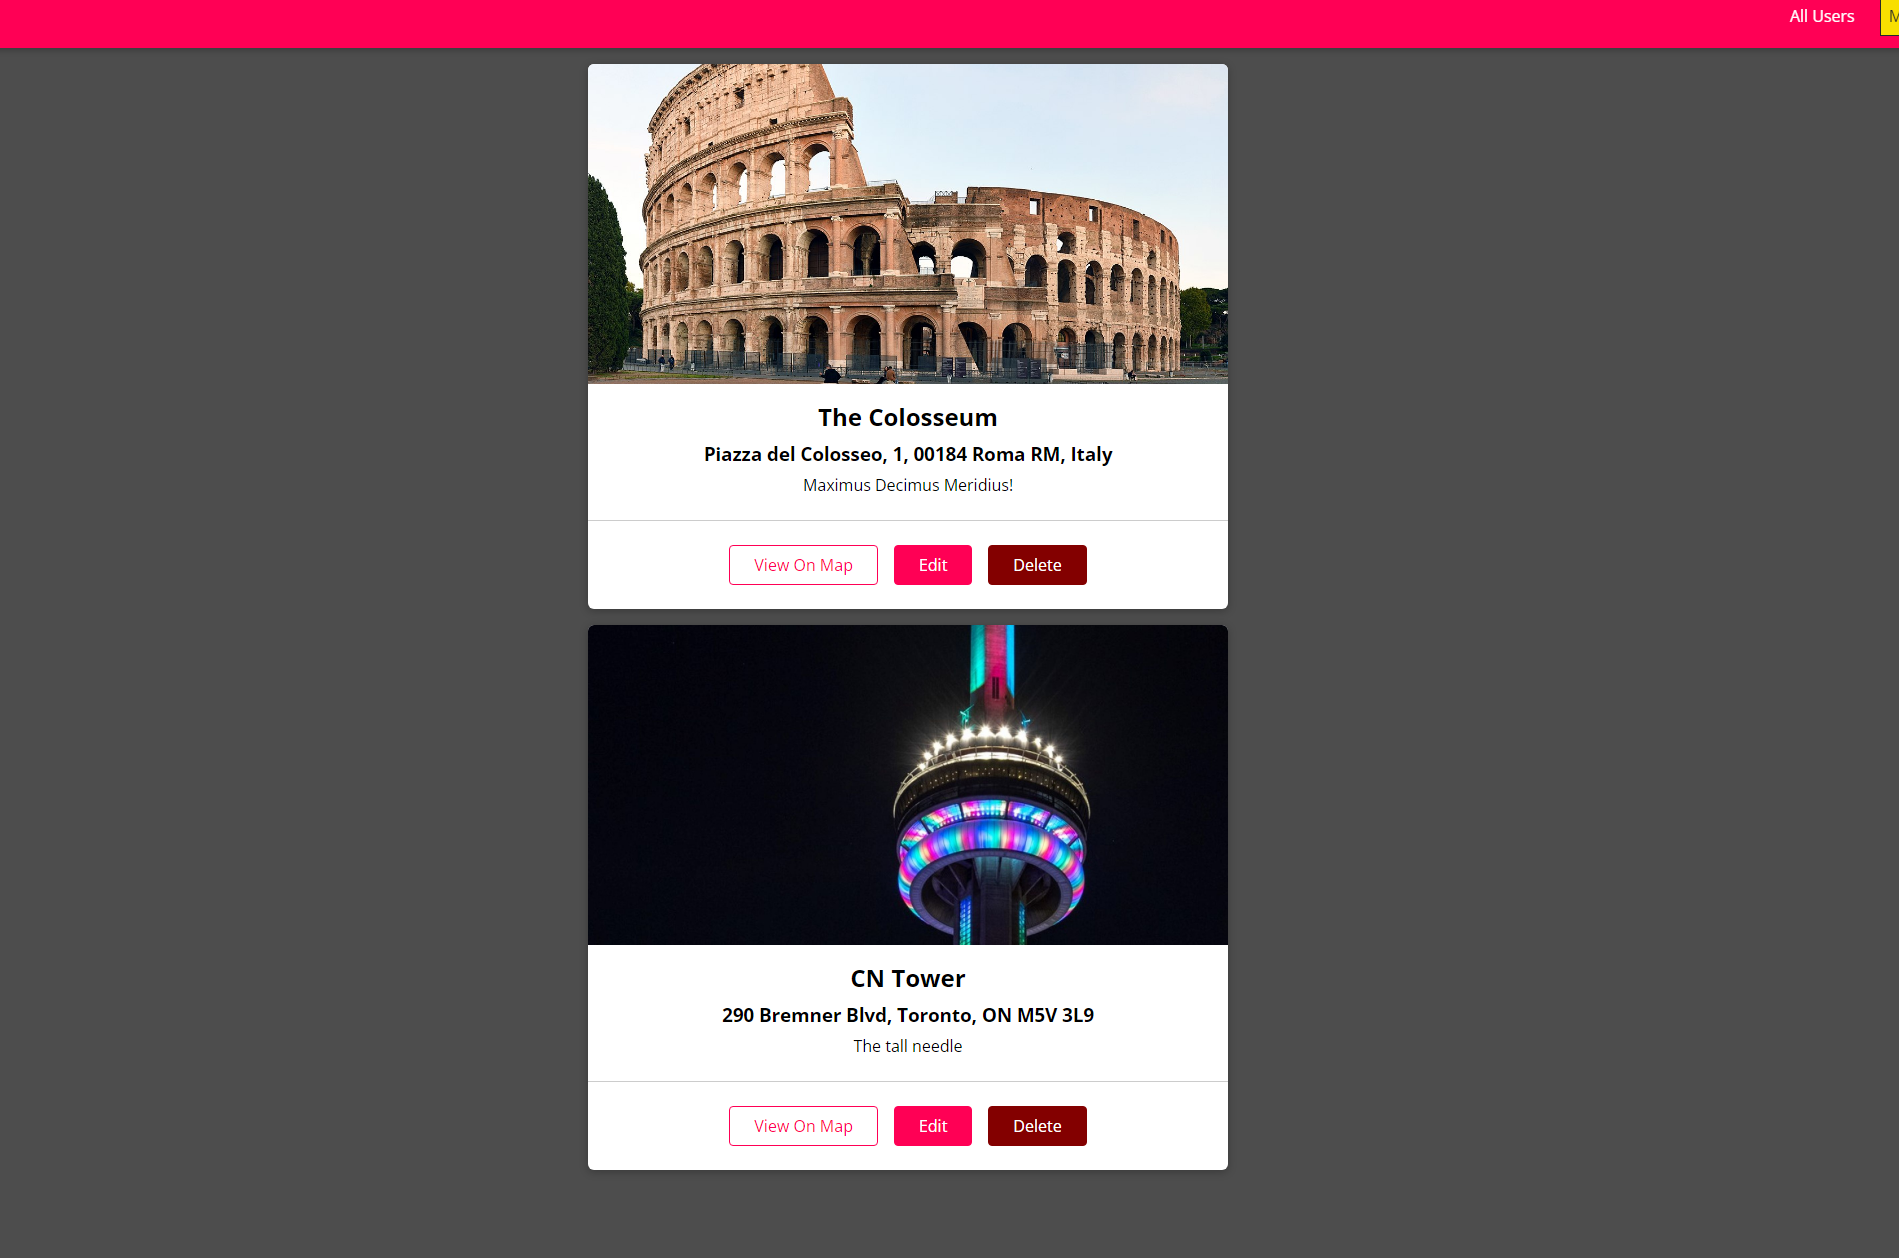 All Users
M
The Colosseum
Piazza del Colosseo, 1, 00184 Roma RM, Italy
Maximus Decimus Meridius!
View On Map Edit Delete
CN Tower
290 Bremner Blvd, Toronto, ON M5V 3L9
The tall needle
View On Map Edit Delete